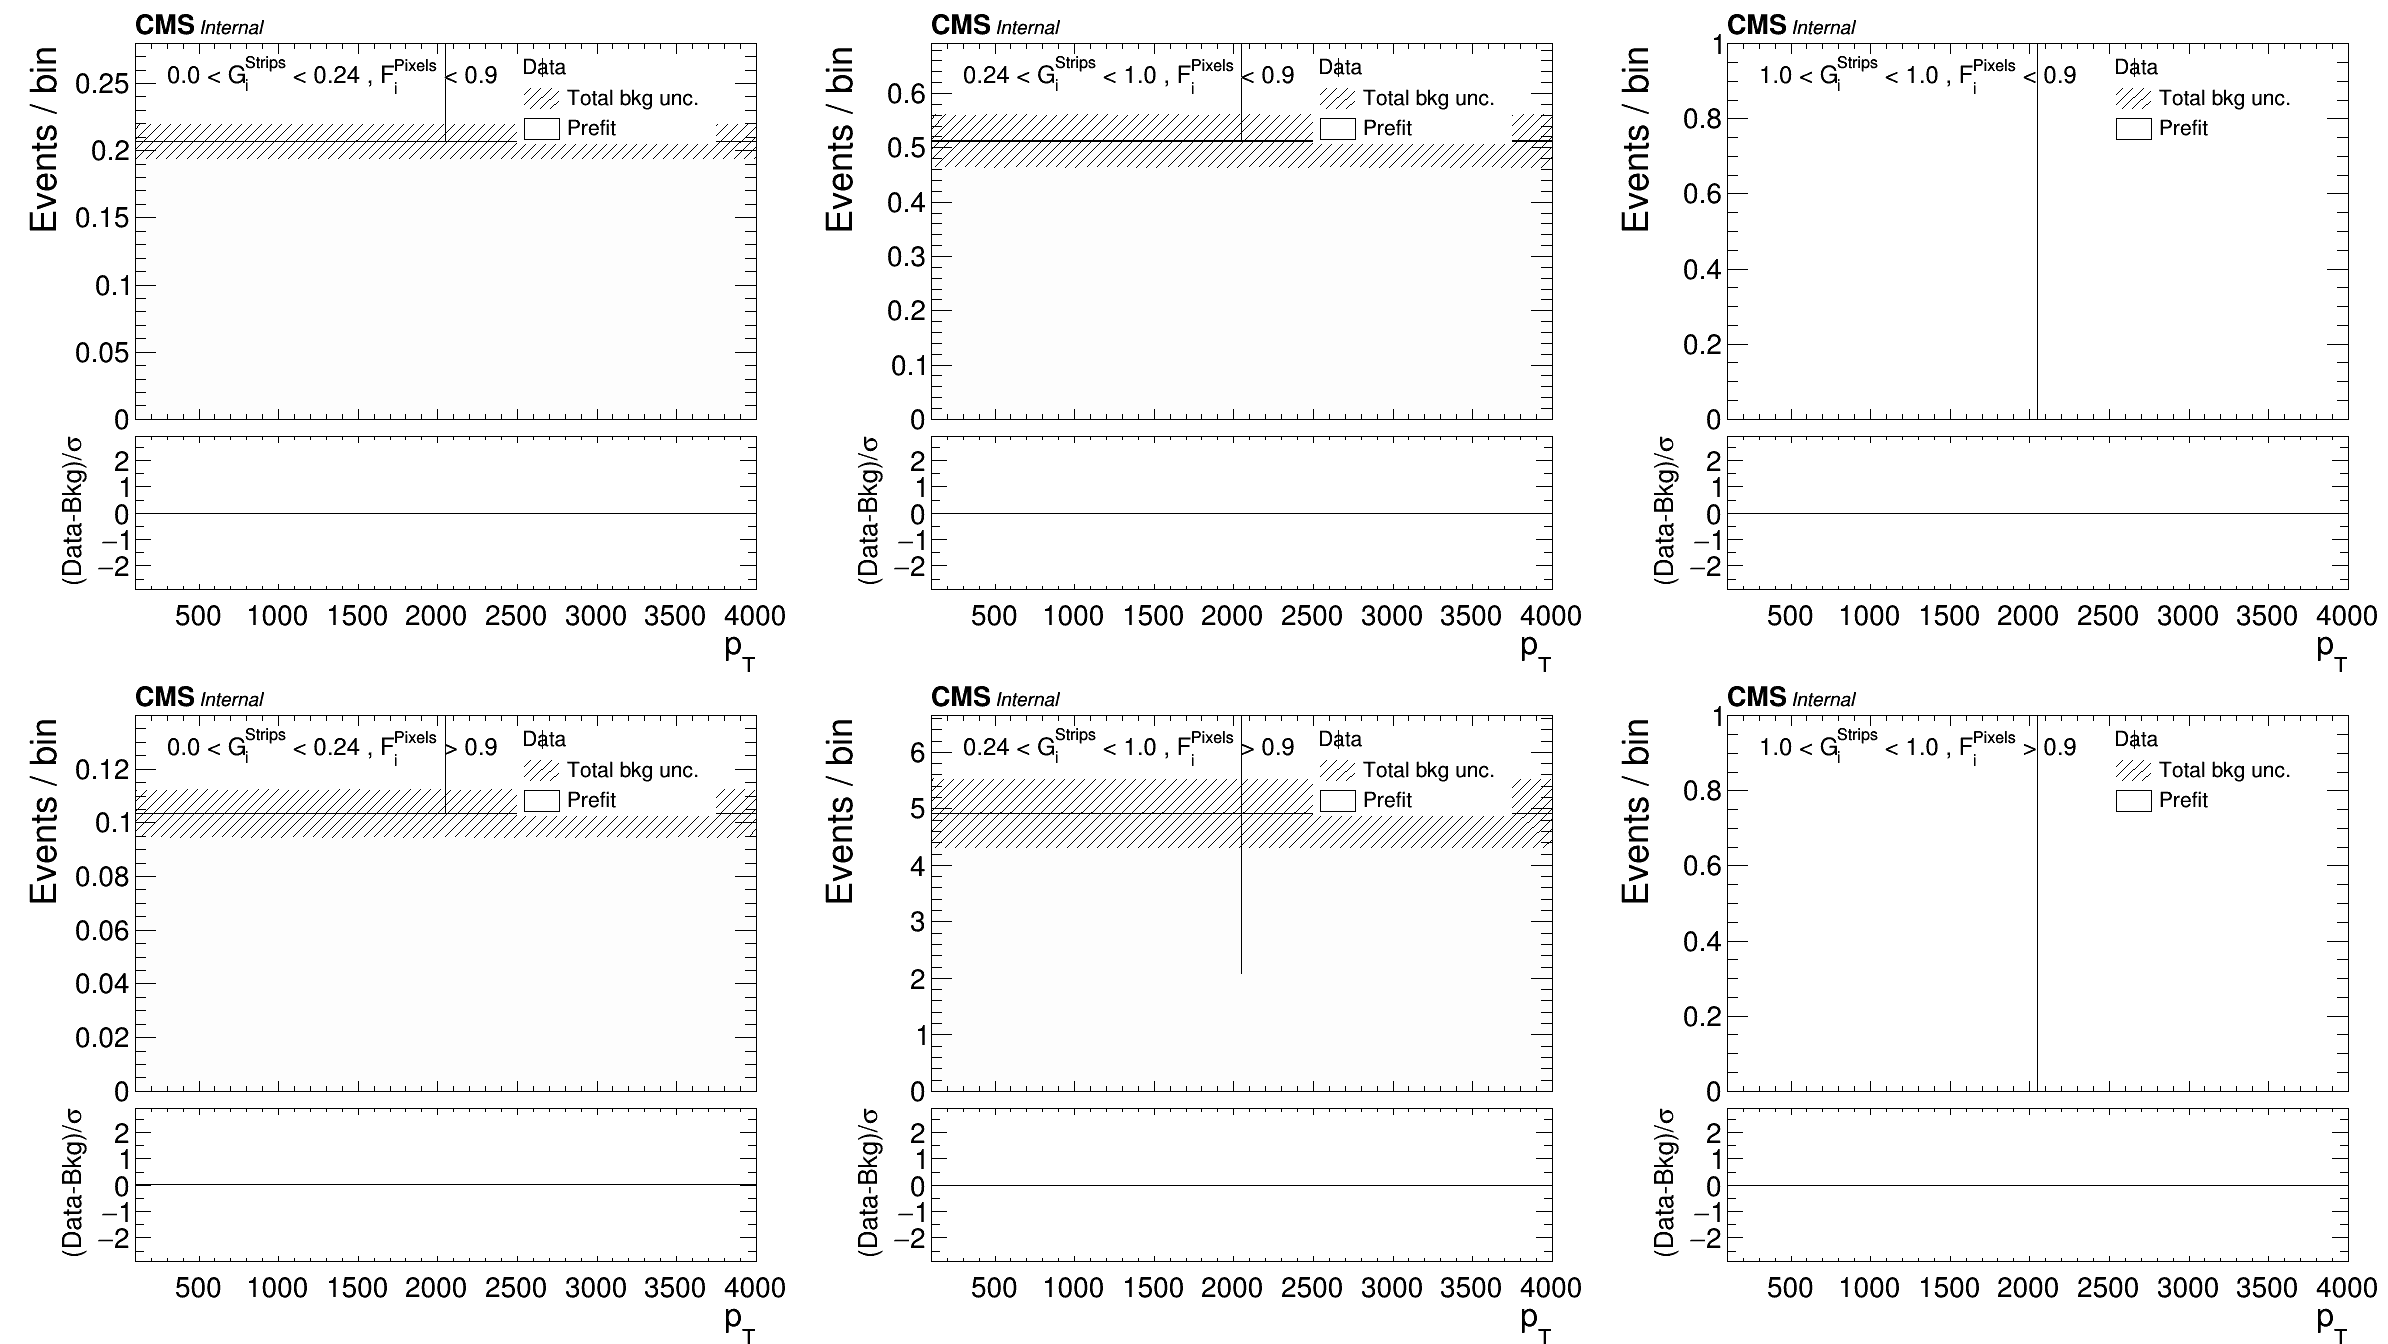 CMS Internal
Events / bin
0.0 < G_i^Strips < 0.24 , F_i^Pixels < 0.9
Data
Total bkg unc.
Prefit
0.25
0.2
0.15
0.1
0.05
0
(Data-Bkg)/σ
2
1
0
−1
−2
500 1000 1500 2000 2500 3000 3500 4000
p_T
CMS Internal
Events / bin
0.24 < G_i^Strips < 1.0 , F_i^Pixels < 0.9
Data
Total bkg unc.
Prefit
0.6
0.5
0.4
0.3
0.2
0.1
0
(Data-Bkg)/σ
2
1
0
−1
−2
500 1000 1500 2000 2500 3000 3500 4000
p_T
CMS Internal
Events / bin
1.0 < G_i^Strips < 1.0 , F_i^Pixels < 0.9
Data
Total bkg unc.
Prefit
1
0.8
0.6
0.4
0.2
0
(Data-Bkg)/σ
2
1
0
−1
−2
500 1000 1500 2000 2500 3000 3500 4000
p_T
CMS Internal
Events / bin
0.0 < G_i^Strips < 0.24 , F_i^Pixels > 0.9
Data
Total bkg unc.
Prefit
0.12
0.1
0.08
0.06
0.04
0.02
0
(Data-Bkg)/σ
2
1
0
−1
−2
500 1000 1500 2000 2500 3000 3500 4000
p_T
CMS Internal
Events / bin
0.24 < G_i^Strips < 1.0 , F_i^Pixels > 0.9
Data
Total bkg unc.
Prefit
6
5
4
3
2
1
0
(Data-Bkg)/σ
2
1
0
−1
−2
500 1000 1500 2000 2500 3000 3500 4000
p_T
CMS Internal
Events / bin
1.0 < G_i^Strips < 1.0 , F_i^Pixels > 0.9
Data
Total bkg unc.
Prefit
1
0.8
0.6
0.4
0.2
0
(Data-Bkg)/σ
2
1
0
−1
−2
500 1000 1500 2000 2500 3000 3500 4000
p_T